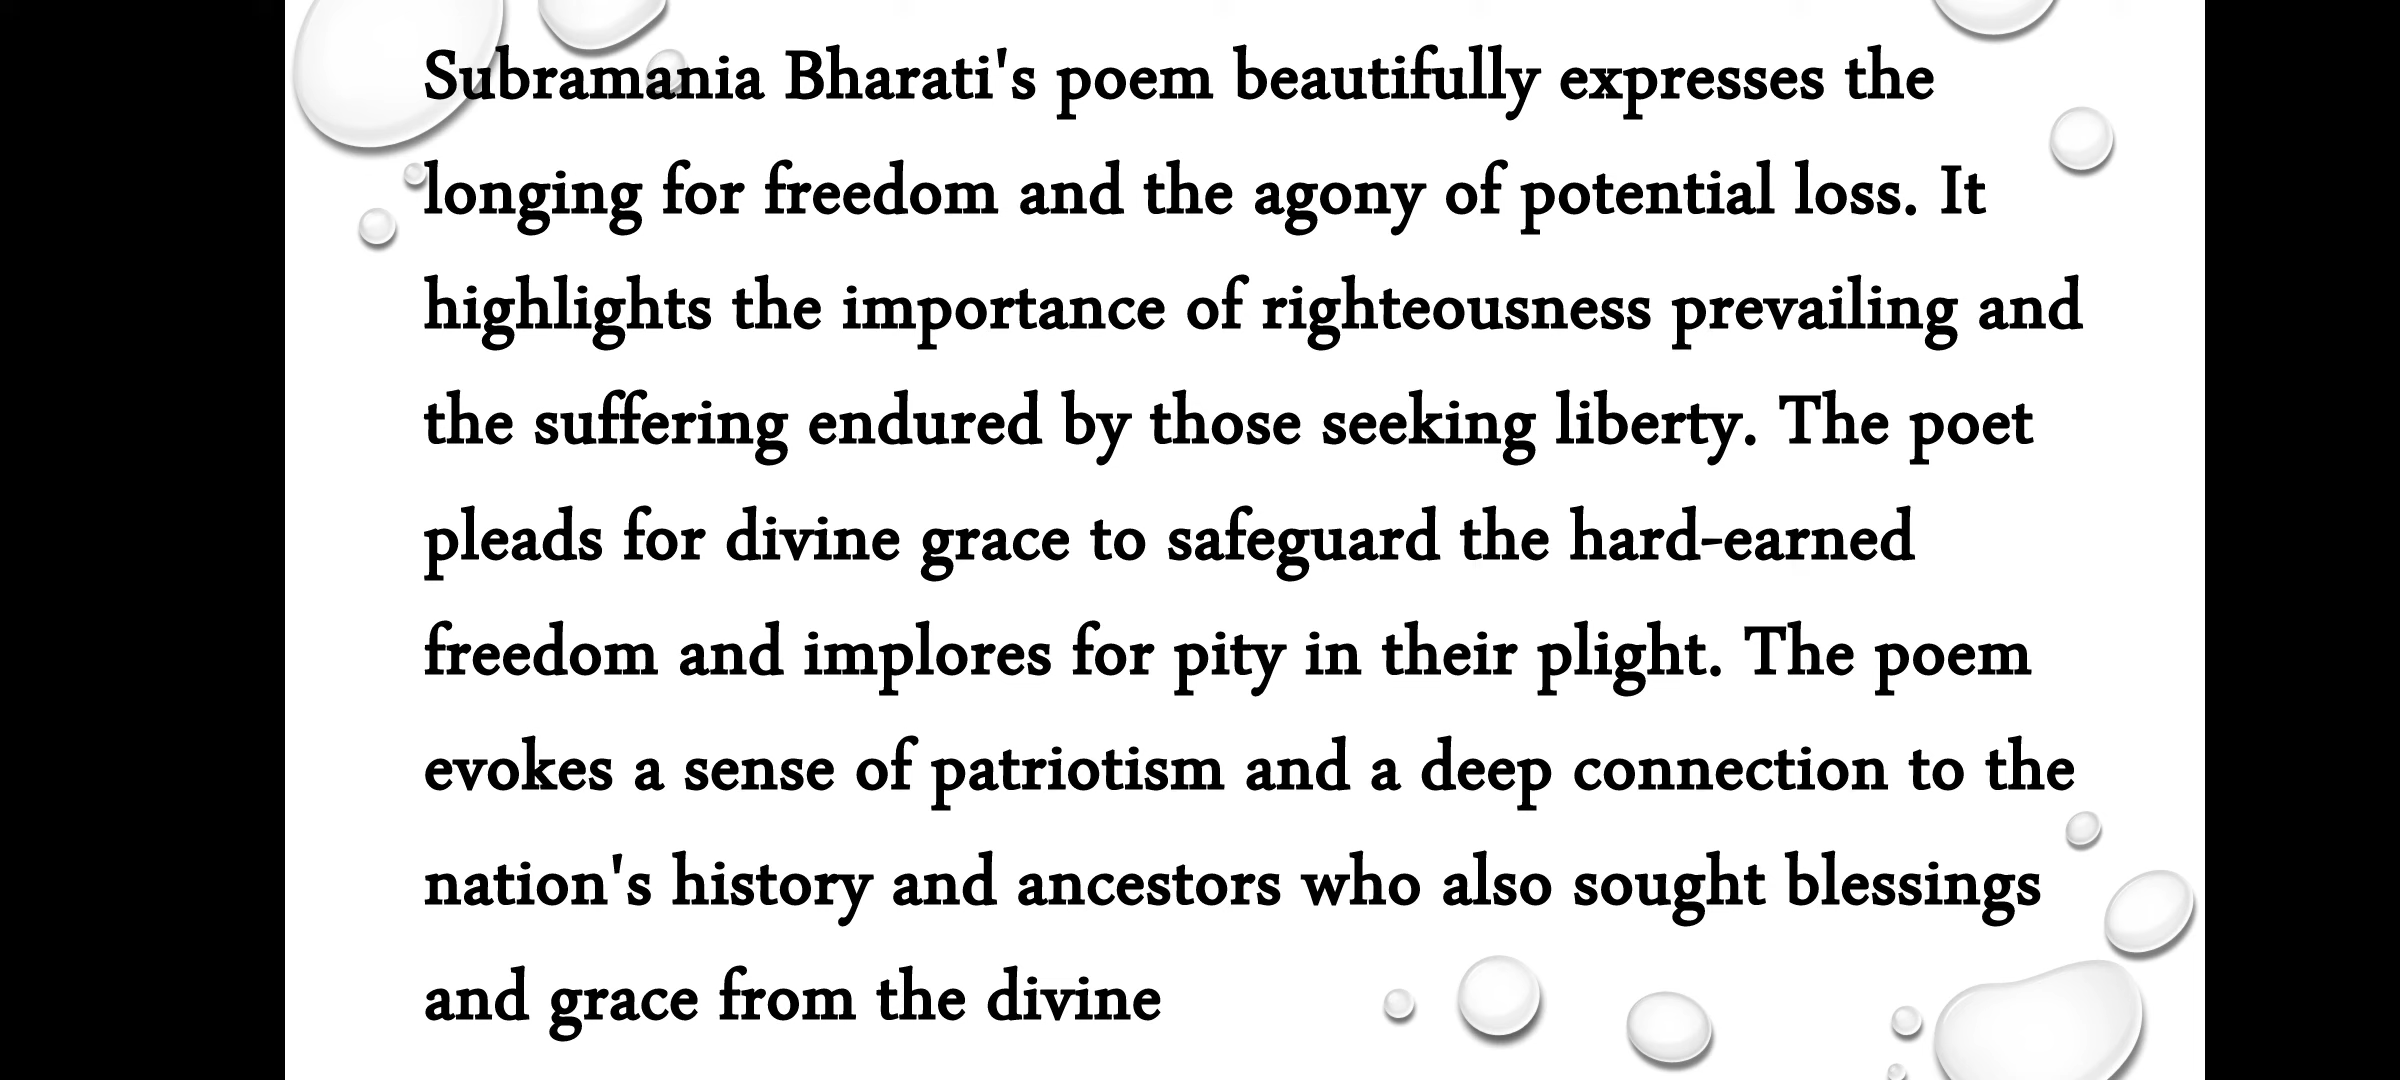 Subramania Bharati's poem beautifully expresses the
longing for freedom and the agony of potential loss. It
highlights the importance of righteousness prevailing and
the suffering endured by those seeking liberty. The poet
pleads for divine grace to safeguard the hard-earned
freedom and implores for pity in their plight. The poem
evokes a sense of patriotism and a deep connection to the
nation's history and ancestors who also sought blessings
and grace from the divine